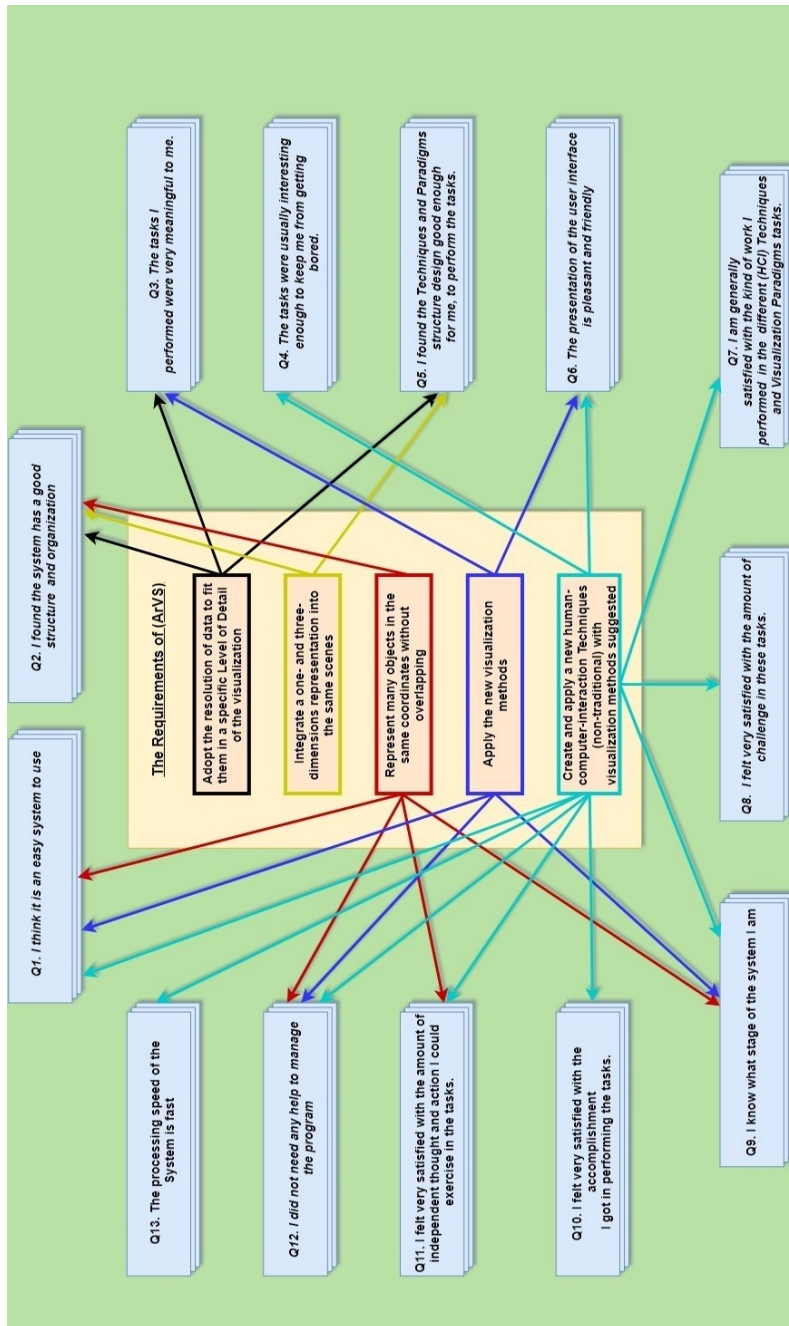 Q1. I think it is an easy system to use
Q2. I found the system has a good
structure and organization
Q13. The processing speed of the
System is fast
The Requirements of (ArVS)
Q3. The tasks I
performed were very meaningful to me.
Adopt the resolution of data to fit
them in a specific Level of Detail
of the visualization
Q12. I did not need any help to manage
the program
Integrate a one- and three-
dimensions representation into
the same scenes
Q4. The tasks were usually interesting
enough to keep me from getting
bored.
Q11. I felt very satisfied with the amount of
independent thought and action I could
exercise in the tasks.
Represent many objects in the
same coordinates without
overlapping
Q5. I found the Techniques and Paradigms
structure design good enough
for me, to perform the tasks.
Apply the new visualization
methods
Q10. I felt very satisfied with the
accomplishment
I got in performing the tasks.
Create and apply a new human-
computer-interaction Techniques
(non-traditional) with
visualization methods suggested
Q6. The presentation of the user interface
is pleasant and friendly
Q9. I know what stage of the system I am
Q8. I felt very satisfied with the amount of
challenge in these tasks.
Q7. I am generally
satisfied with the kind of work I
performed in the different (HCI) Techniques
and Visualization Paradigms tasks.